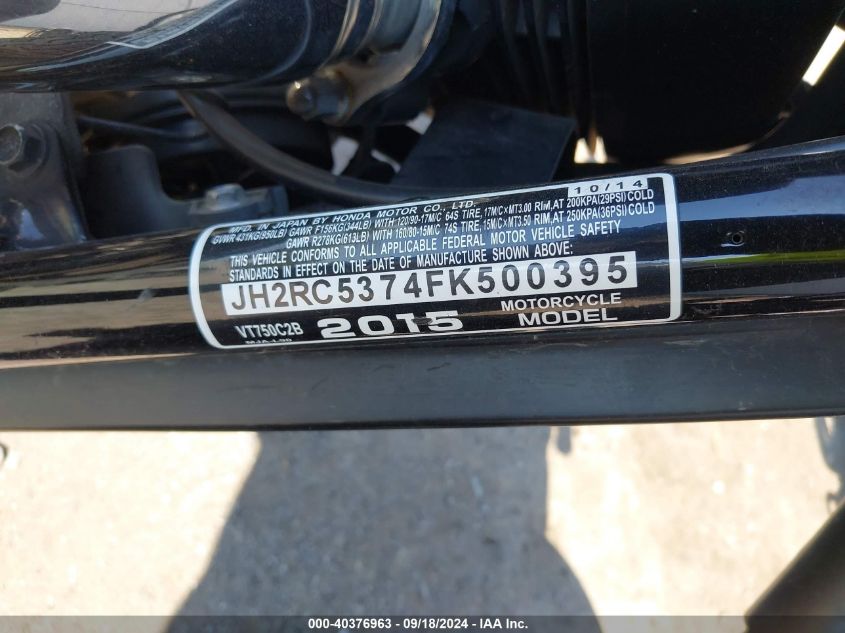 10/14
MFD. IN JAPAN BY HONDA MOTOR CO., LTD.
GVWR 431KG(950LB) GAWR F156KG(344LB) WITH 120/90-17M/C 64S TIRE, 17M/C×MT3.00 RIM,AT 200KPA(29PSI)COLD
GAWR R278KG(613LB) WITH 160/80-15M/C 74S TIRE, 15M/C×MT3.50 RIM,AT 250KPA(36PSI)COLD
THIS VEHICLE CONFORMS TO ALL APPLICABLE FEDERAL MOTOR VEHICLE SAFETY
STANDARDS IN EFFECT ON THE DATE OF MANUFACTURE SHOWN ABOVE:
JH2RC5374FK500395
VT750C2B 2015 MOTORCYCLE MODEL
000-40376963 - 09/18/2024 - IAA Inc.